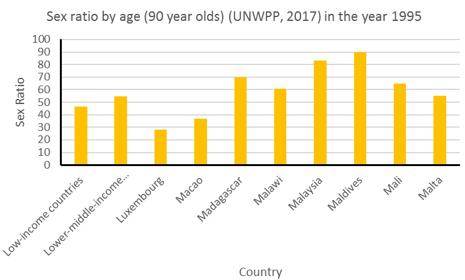 Sex ratio by age (90 year olds) (UNWPP, 2017) in the year 1995
100
90
80
70
60
50
40
30
20
10
0
Sex Ratio
Low-income countries
Lower-middle-income...
Luxembourg
Macao
Madagascar
Malawi
Malaysia
Maldives
Mali
Malta
Country